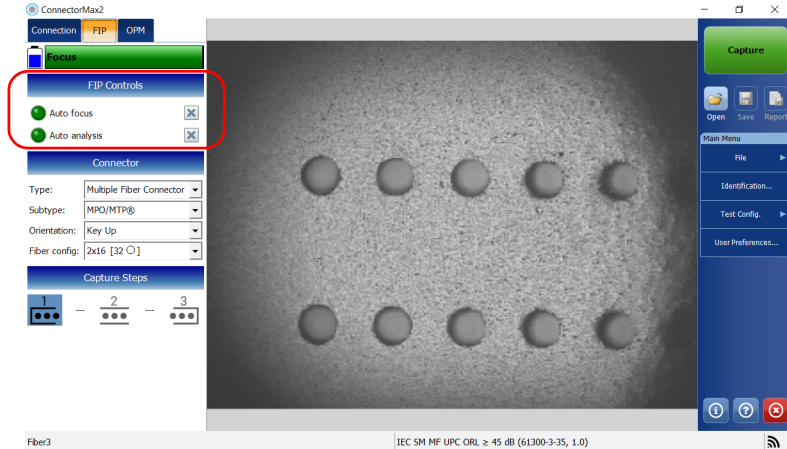 ConnectorMax2
Connection FIP OPM
Focus
FIP Controls
Auto focus
Auto analysis
Connector
Type: Multiple Fiber Connector
Subtype: MPO/MTP®
Orientation: Key Up
Fiber config: 2x16 [32 O]
Capture Steps
1 --- 2 --- 3
Capture
Open Save Report
Main Menu
File
Identification...
Test Config.
User Preferences...
Fiber3
IEC SM MF UPC ORL ≥ 45 dB (61300-3-35, 1.0)